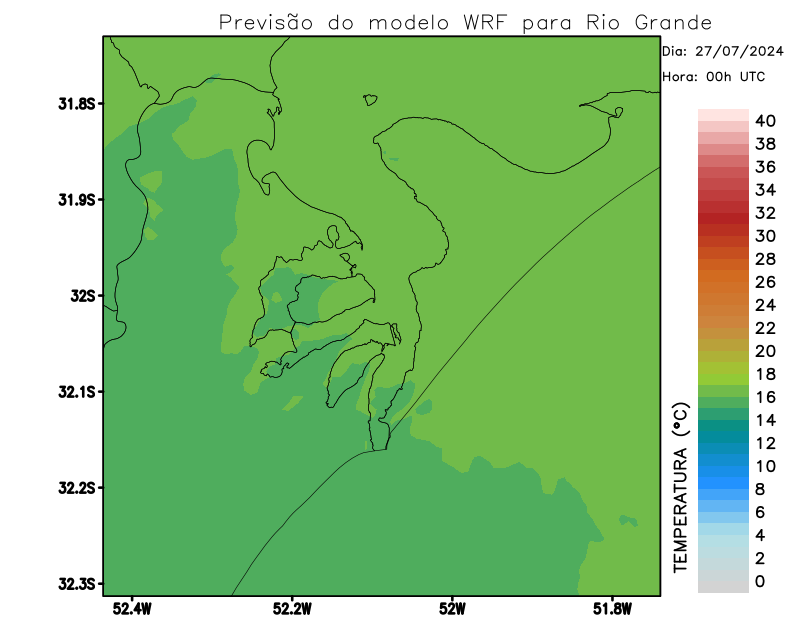 Previsão do modelo WRF para Rio Grande
Dia: 27/07/2024
Hora: 00h UTC
31.8S
31.9S
32S
32.1S
32.2S
32.3S
52.4W
52.2W
52W
51.8W
TEMPERATURA (°C)
40
38
36
34
32
30
28
26
24
22
20
18
16
14
12
10
8
6
4
2
0